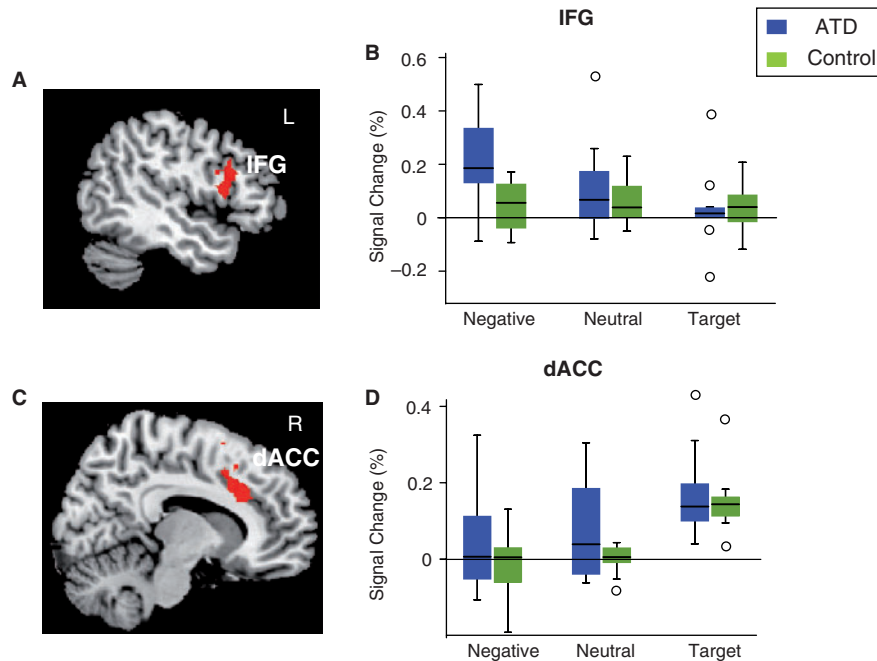 IFG
ATD
Control
A
L
IFG
B
0.6
0.4
0.2
0
−0.2
Signal Change (%)
Negative
Neutral
Target
C
R
dACC
D
dACC
0.4
0.2
0
Signal Change (%)
Negative
Neutral
Target